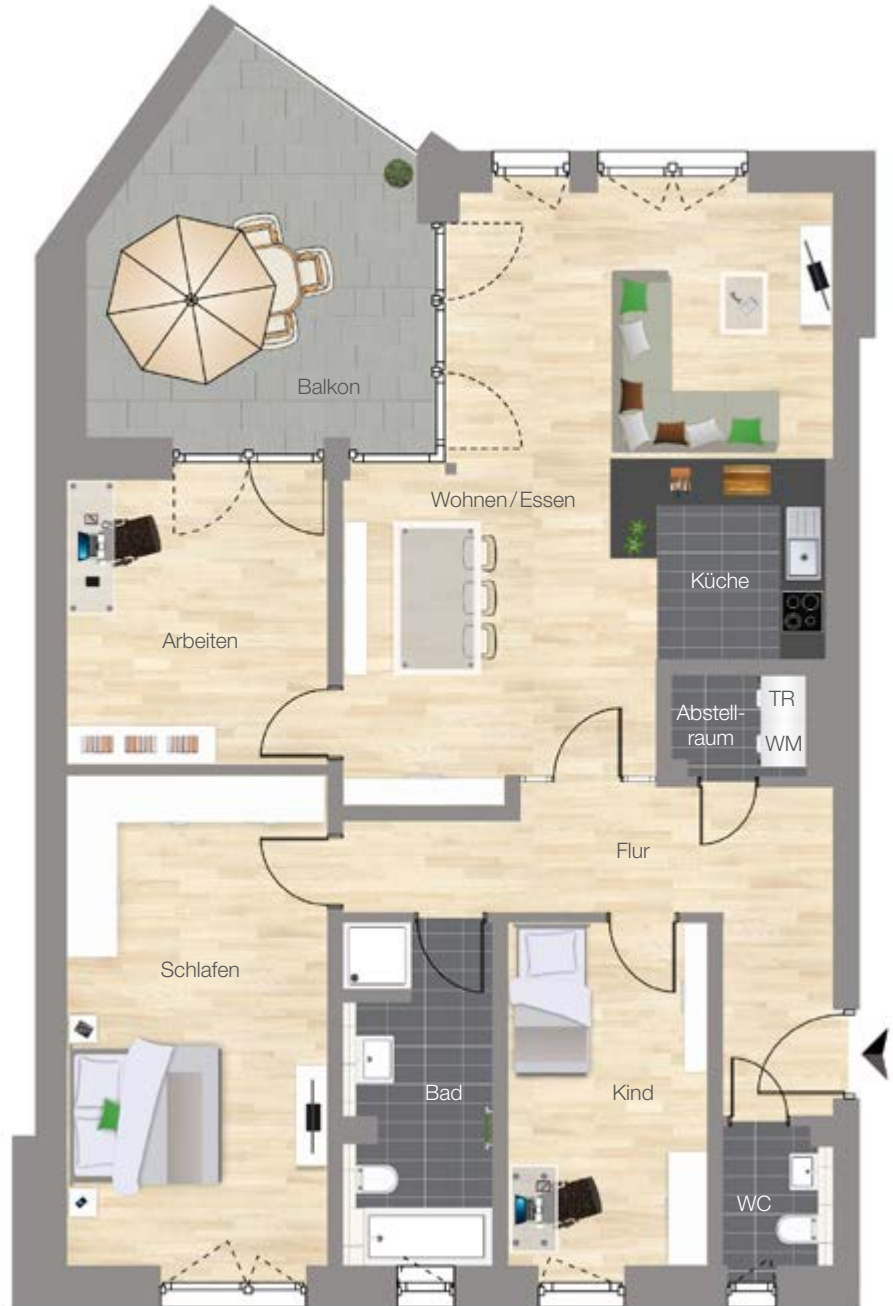 Balkon
Wohnen/Essen
Küche
Arbeiten
Abstell-
raum
TR
WM
Flur
Schlafen
Bad
Kind
WC